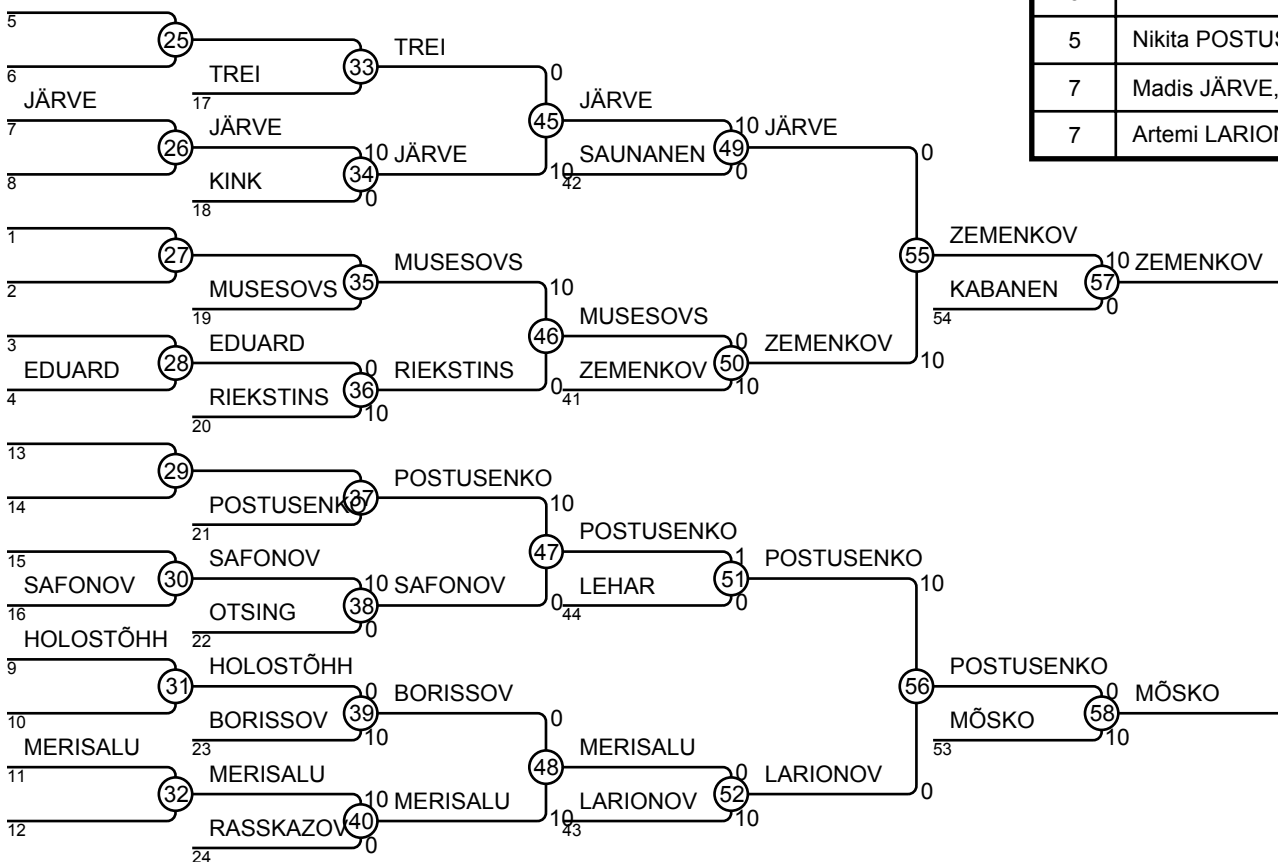 5
25
TREI
5 Nikita POSTUS
6
TREI
33
0
JÄRVE
17
JÄRVE
7 Madis JÄRVE,
7
JÄRVE
45
10 JÄRVE
26
10 JÄRVE
SAUNANEN
49
0
7 Artemi LARION
8
KINK
34
10
42
0
18
0
1
27
MUSESOVS
55
ZEMENKOV
10 ZEMENKOV
2
MUSESOVS
35
10
KABANEN
57
19
MUSESOVS
54
0
3
EDUARD
46
0
ZEMENKOV
EDUARD
28
0
RIEKSTINS
ZEMENKOV
50
10
4
RIEKSTINS
36
0
41
10
20
10
13
29
POSTUSENKO
14
POSTUSENKO
37
10
21
POSTUSENKO
15
SAFONOV
47
1
POSTUSENKO
SAFONOV
30
10 SAFONOV
LEHAR
51
10
16
OTSING
38
0
44
0
HOLOSTÕHH
22
0
9
HOLOSTÕHH
POSTUSENKO
31
0
BORISSOV
56
0
MÕSKO
10
BORISSOV
39
0
MÕSKO
58
MERISALU
23
10
MERISALU
53
10
11
MERISALU
48
0
LARIONOV
32
10 MERISALU
LARIONOV
52
0
12
RASSKAZOV
40
10
43
10
24
0